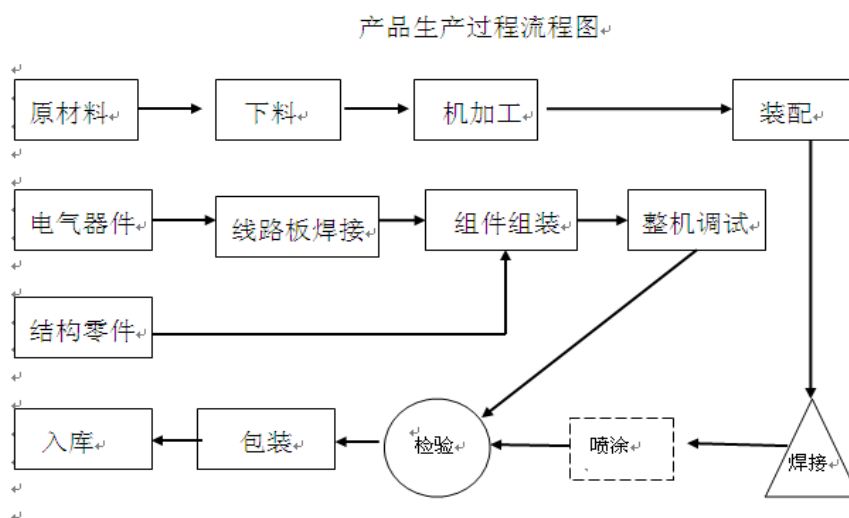 产品生产过程流程图
原材料 下料 机加工 装配
电气器件 线路板焊接 组件组装 整机调试
结构零件
入库 包装 检验 喷涂 焊接